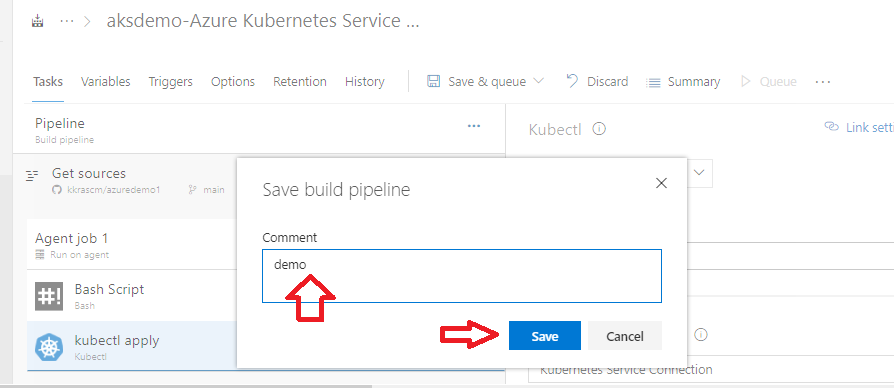 ··· > aksdemo-Azure Kubernetes Service ...
Tasks Variables Triggers Options Retention History Save & queue Discard Summary Queue ···
Pipeline
Build pipeline
Kubectl
Link sett
Get sources
kkrascm/azuredemo1 main
Save build pipeline
Comment
demo
Agent job 1
Run on agent
#! Bash Script
Bash
kubectl apply
Kubectl
Save Cancel
Kubernetes Service Connection